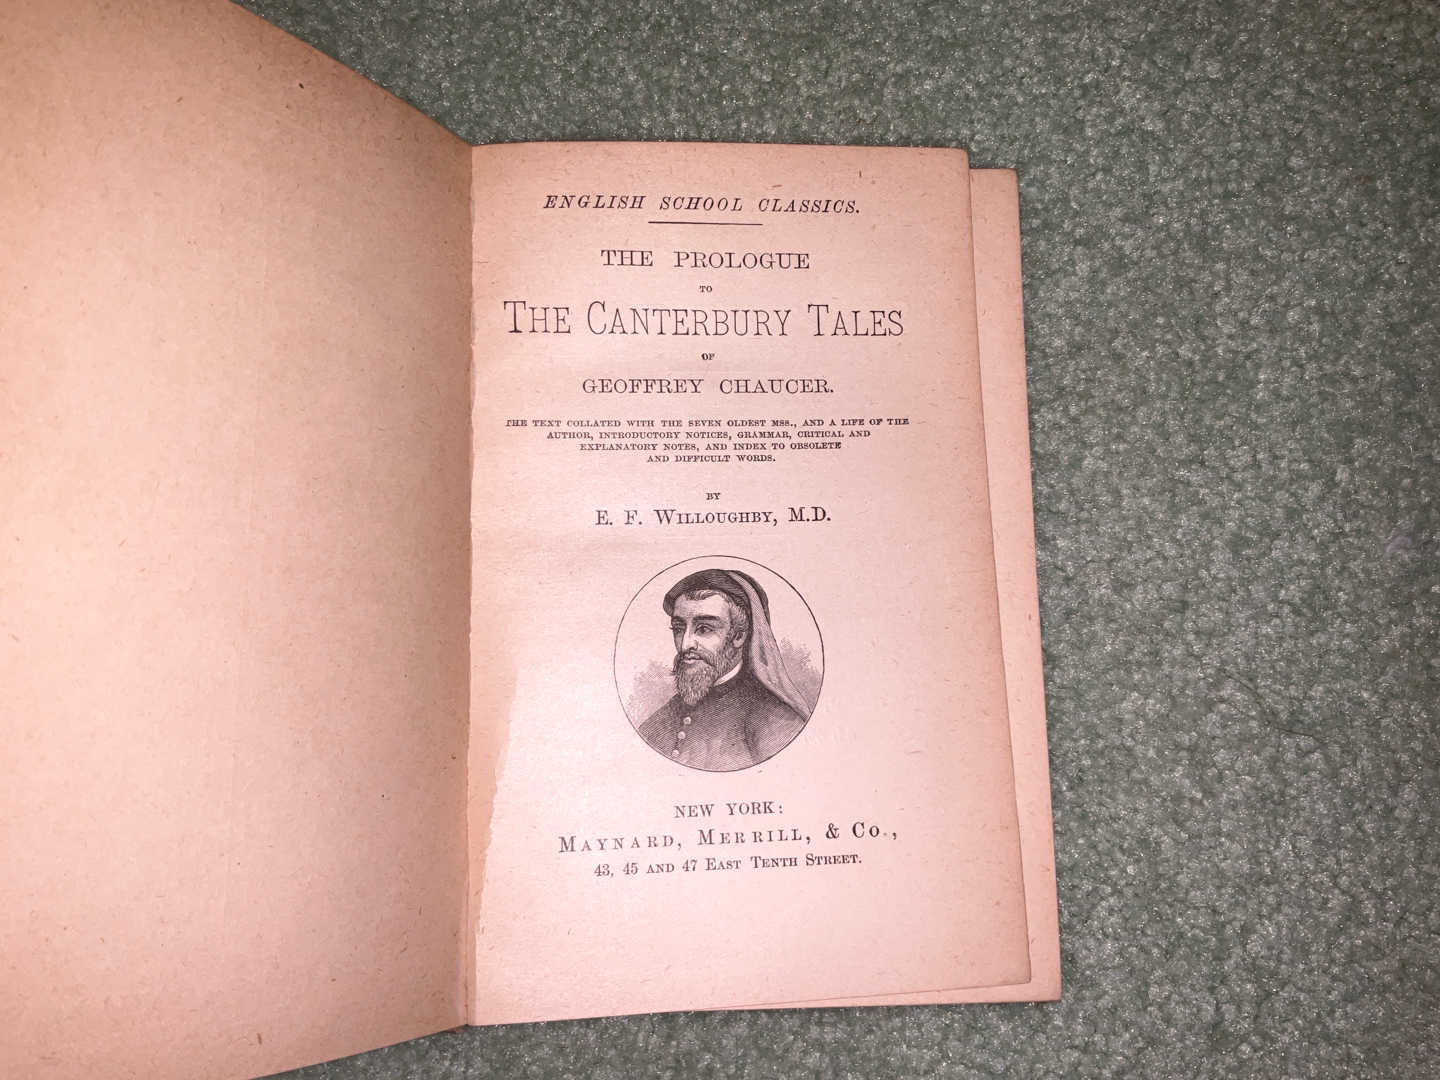 ENGLISH SCHOOL CLASSICS.
THE PROLOGUE
TO
THE CANTERBURY TALES
OF
GEOFFREY CHAUCER.
THE TEXT COLLATED WITH THE SEVEN OLDEST MSS., AND A LIFE OF THE
AUTHOR, INTRODUCTORY NOTICES, GRAMMAR, CRITICAL AND
EXPLANATORY NOTES, AND INDEX TO OBSOLETE
AND DIFFICULT WORDS.
BY
E. F. WILLOUGHBY, M.D.
NEW YORK:
MAYNARD, MERRILL, & CO.,
43, 45 AND 47 EAST TENTH STREET.